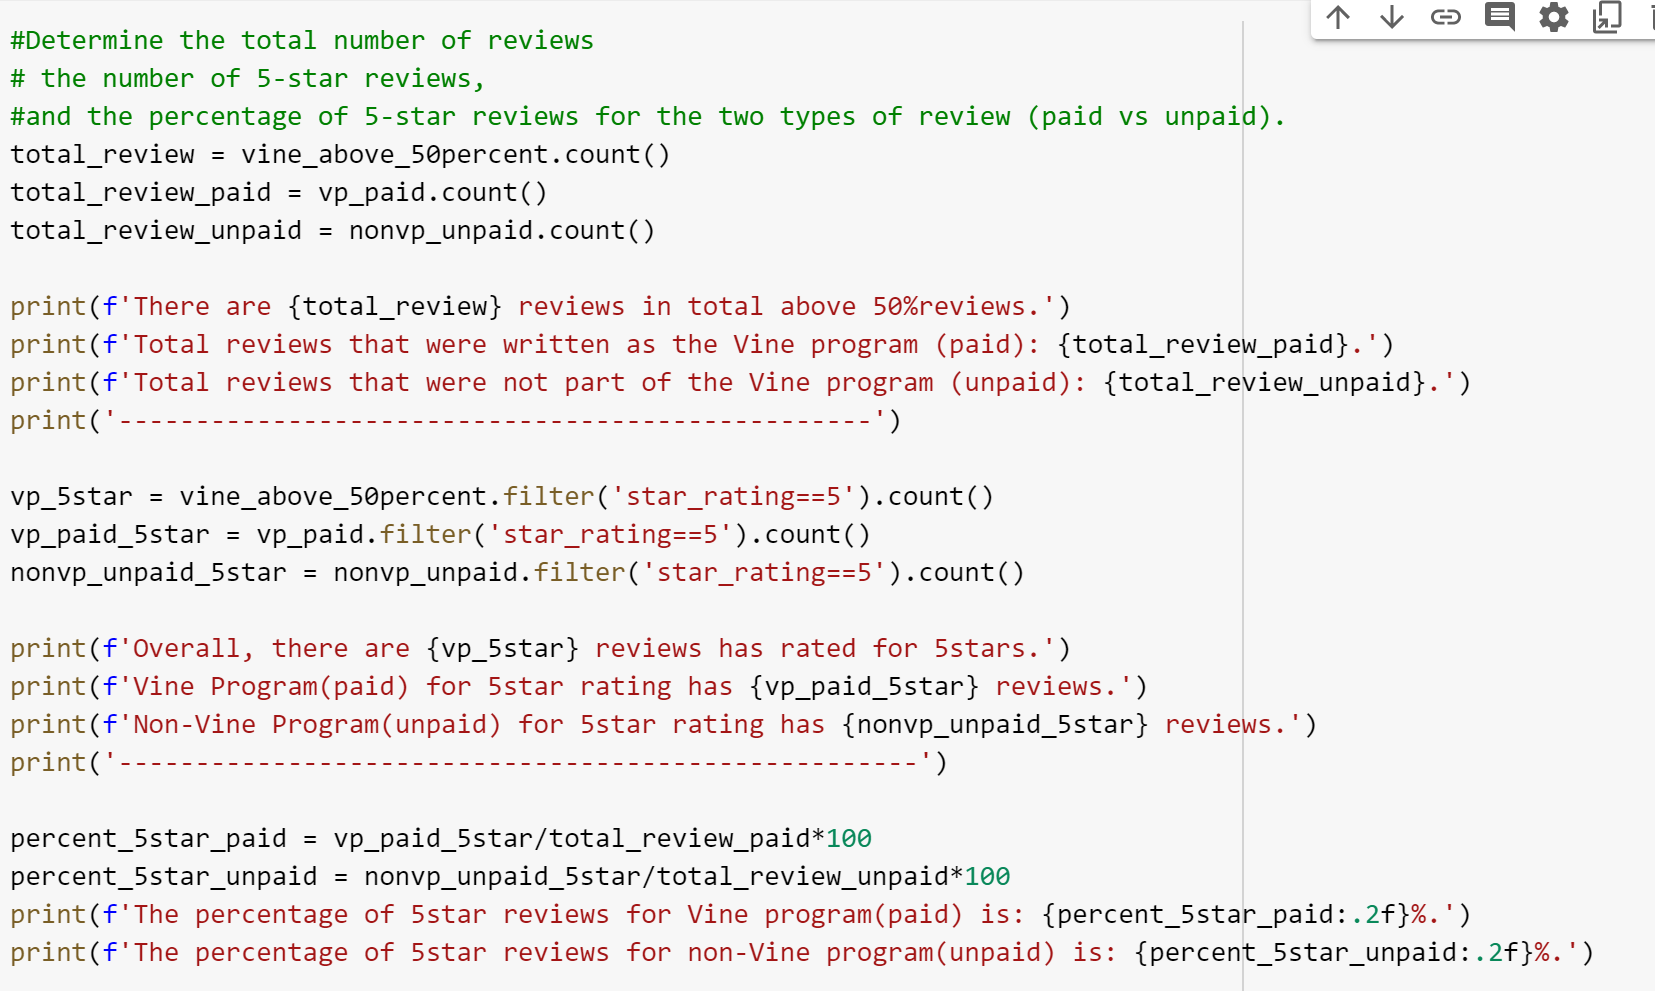 #Determine the total number of reviews
# the number of 5-star reviews,
#and the percentage of 5-star reviews for the two types of review (paid vs unpaid).
total_review = vine_above_50percent.count()
total_review_paid = vp_paid.count()
total_review_unpaid = nonvp_unpaid.count()

print(f'There are {total_review} reviews in total above 50%reviews.')
print(f'Total reviews that were written as the Vine program (paid): {total_review_paid}.')
print(f'Total reviews that were not part of the Vine program (unpaid): {total_review_unpaid}.')
print('-------------------------------------------------')

vp_5star = vine_above_50percent.filter('star_rating==5').count()
vp_paid_5star = vp_paid.filter('star_rating==5').count()
nonvp_unpaid_5star = nonvp_unpaid.filter('star_rating==5').count()

print(f'Overall, there are {vp_5star} reviews has rated for 5stars.')
print(f'Vine Program(paid) for 5star rating has {vp_paid_5star} reviews.')
print(f'Non-Vine Program(unpaid) for 5star rating has {nonvp_unpaid_5star} reviews.')
print('----------------------------------------------------')

percent_5star_paid = vp_paid_5star/total_review_paid*100
percent_5star_unpaid = nonvp_unpaid_5star/total_review_unpaid*100
print(f'The percentage of 5star reviews for Vine program(paid) is: {percent_5star_paid:.2f}%.')
print(f'The percentage of 5star reviews for non-Vine program(unpaid) is: {percent_5star_unpaid:.2f}%.')